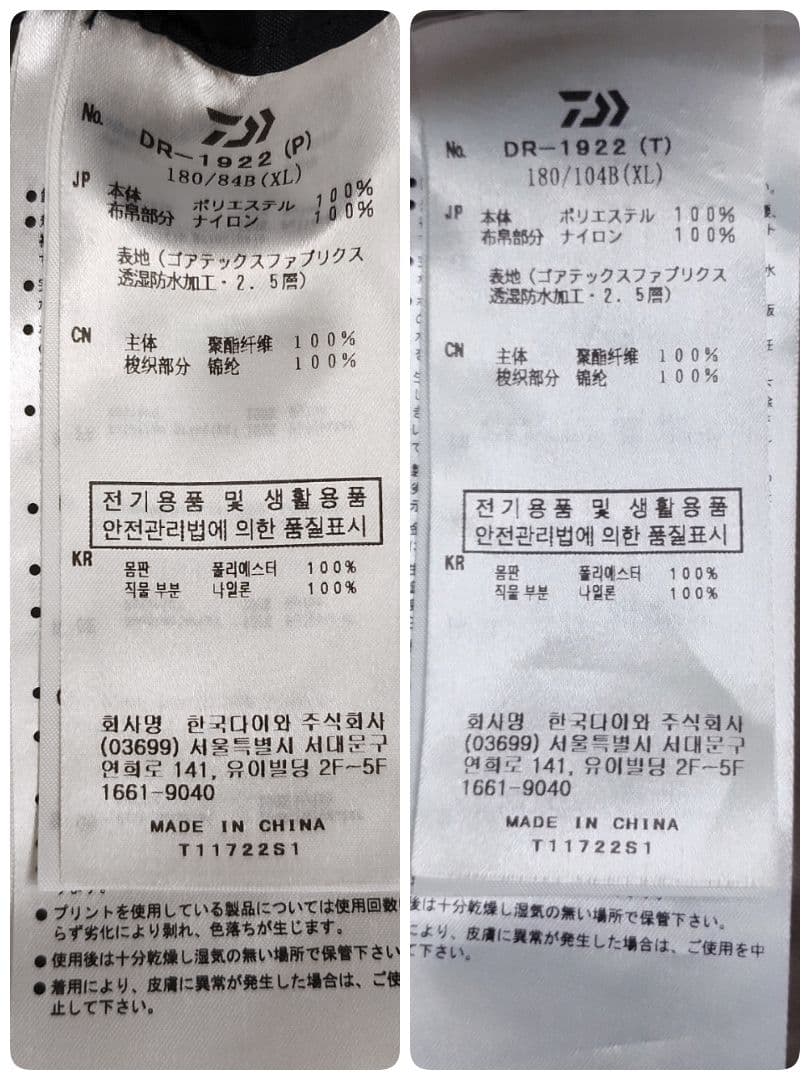 No. DR-1922 (P)
180/84B(XL)
JP 本体 ポリエステル 100%
布帛部分 ナイロン 100%
表地(ゴアテックスファブリクス
透湿防水加工・2.5層)
CN 主体 聚酯纤维 100%
梭织部分 锦纶 100%
전기용품 및 생활용품
안전관리법에 의한 품질표시
KR 몸판 폴리에스터 100%
직물 부분 나일론 100%
회사명 한국다이와 주식회사
(03699) 서울특별시 서대문구
연희로 141, 유이빌딩 2F~5F
1661-9040
MADE IN CHINA
T11722S1
●プリントを使用している製品については使用回数
らず劣化により剥れ、色落ちが生じます。
●使用後は十分乾燥し湿気の無い場所で保管下さい
●着用により、皮膚に異常が発生した場合は、ご使
止して下さい。
No. DR-1922 (T)
180/104B(XL)
JP 本体 ポリエステル 100%
布帛部分 ナイロン 100%
表地(ゴアテックスファブリクス
透湿防水加工・2.5層)
CN 主体 聚酯纤维 100%
梭织部分 锦纶 100%
전기용품 및 생활용품
안전관리법에 의한 품질표시
KR 몸판 폴리에스터 100%
직물 부분 나일론 100%
회사명 한국다이와 주식회사
(03699) 서울특별시 서대문구
연희로 141, 유이빌딩 2F~5F
1661-9040
MADE IN CHINA
T11722S1
後は十分乾燥し湿気の無い場所で保管下さい。
により、皮膚に異常が発生した場合は、ご使用を中
て下さい。